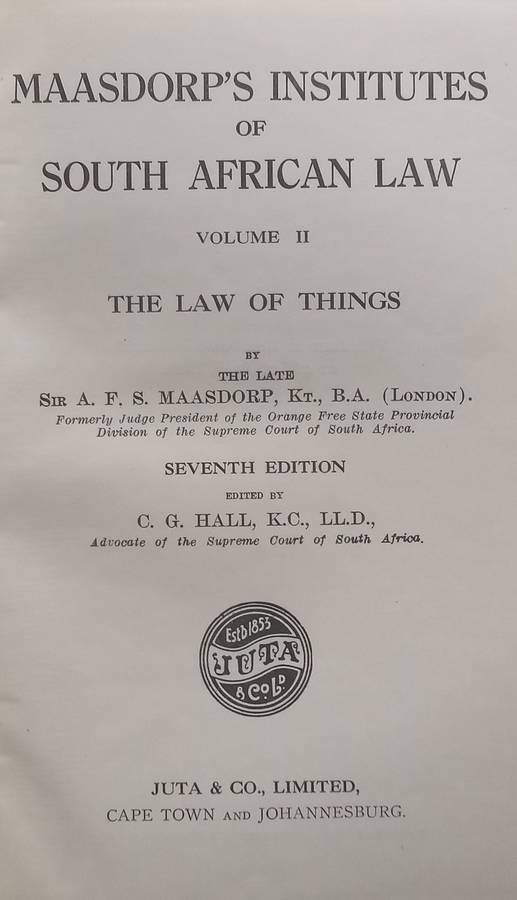 MAASDORP'S INSTITUTES
OF
SOUTH AFRICAN LAW
VOLUME II
THE LAW OF THINGS
BY
THE LATE
SIR A. F. S. MAASDORP, KT., B.A. (LONDON).
Formerly Judge President of the Orange Free State Provincial
Division of the Supreme Court of South Africa.
SEVENTH EDITION
EDITED BY
C. G. HALL, K.C., LL.D.,
Advocate of the Supreme Court of South Africa.
Estb 1853
JUTA
& Co LD.
JUTA & CO., LIMITED,
CAPE TOWN AND JOHANNESBURG.